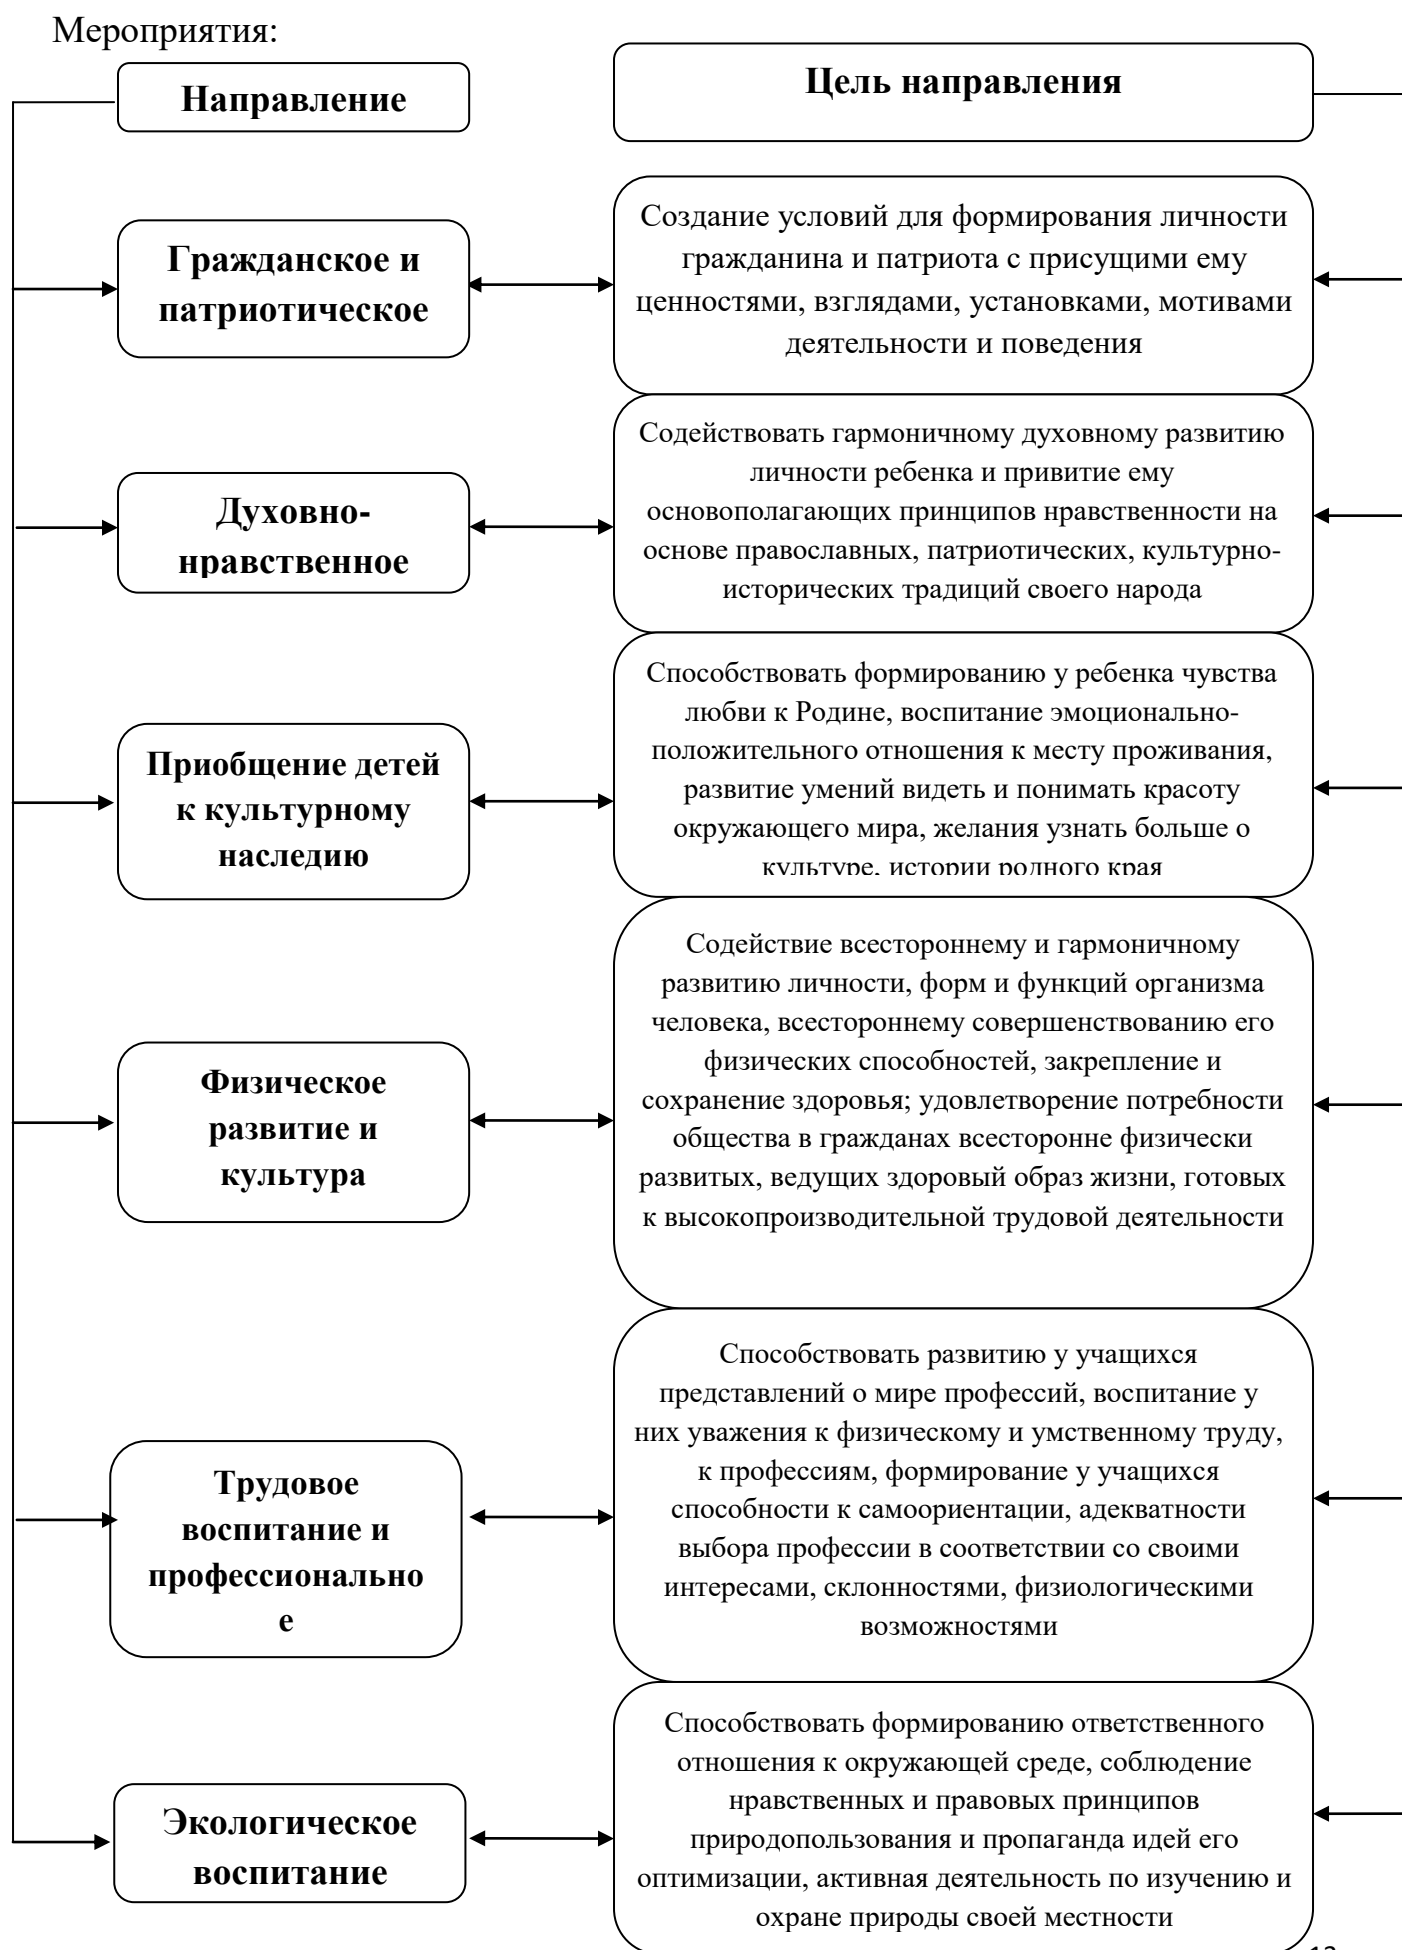 Мероприятия:
Направление
Цель направления
Гражданское и
патриотическое
Создание условий для формирования личности
гражданина и патриота с присущими ему
ценностями, взглядами, установками, мотивами
деятельности и поведения
Духовно-
нравственное
Содействовать гармоничному духовному развитию
личности ребенка и привитие ему
основополагающих принципов нравственности на
основе православных, патриотических, культурно-
исторических традиций своего народа
Приобщение детей
к культурному
наследию
Способствовать формированию у ребенка чувства
любви к Родине, воспитание эмоционально-
положительного отношения к месту проживания,
развитие умений видеть и понимать красоту
окружающего мира, желания узнать больше о
культуре, истории родного края
Физическое
развитие и
культура
Содействие всестороннему и гармоничному
развитию личности, форм и функций организма
человека, всестороннему совершенствованию его
физических способностей, закрепление и
сохранение здоровья; удовлетворение потребности
общества в гражданах всесторонне физически
развитых, ведущих здоровый образ жизни, готовых
к высокопроизводительной трудовой деятельности
Трудовое
воспитание и
профессионально
е
Способствовать развитию у учащихся
представлений о мире профессий, воспитание у
них уважения к физическому и умственному труду,
к профессиям, формирование у учащихся
способности к самоориентации, адекватности
выбора профессии в соответствии со своими
интересами, склонностями, физиологическими
возможностями
Экологическое
воспитание
Способствовать формированию ответственного
отношения к окружающей среде, соблюдение
нравственных и правовых принципов
природопользования и пропаганда идей его
оптимизации, активная деятельность по изучению и
охране природы своей местности